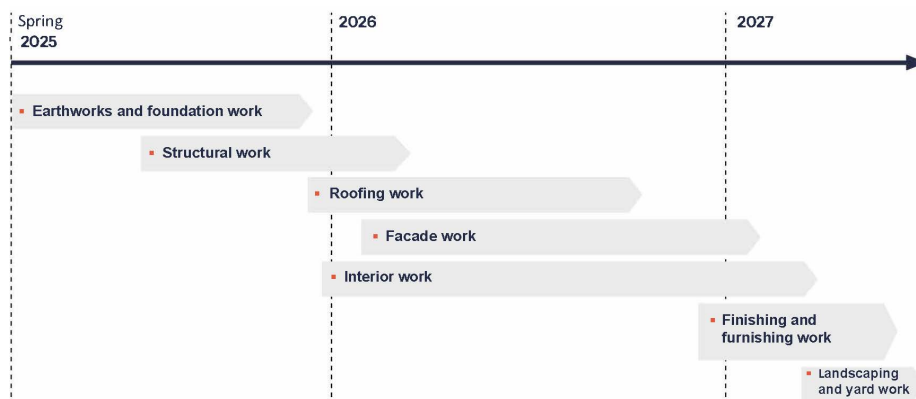 Spring
2025
2026
2027
Earthworks and foundation work
Structural work
Roofing work
Facade work
Interior work
Finishing and
furnishing work
Landscaping
and yard work